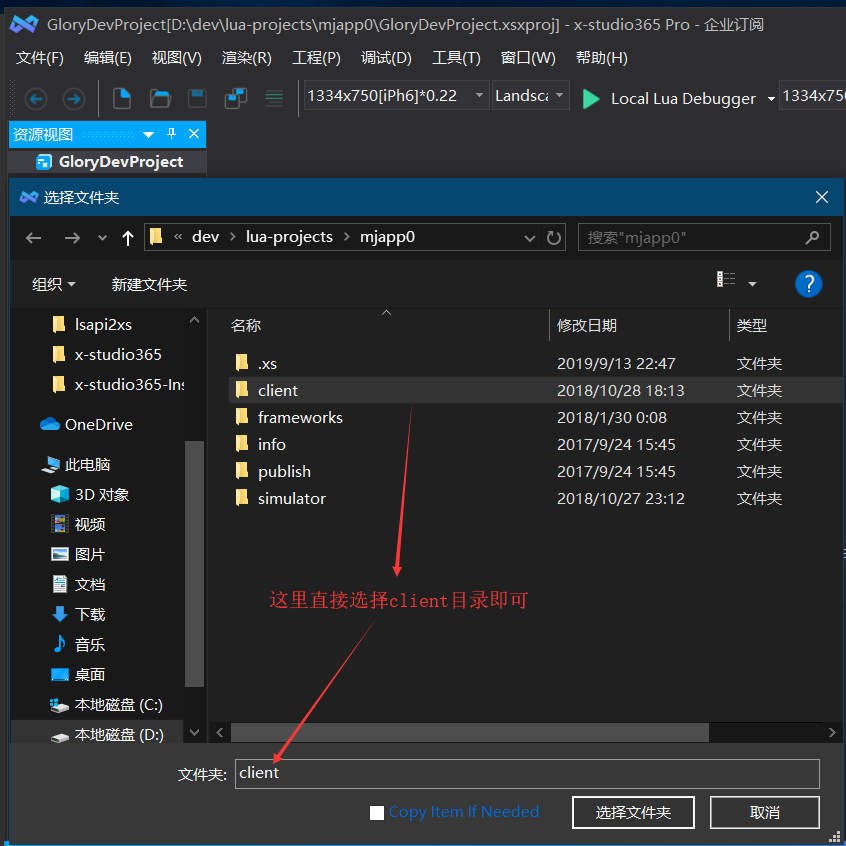 GloryDevProject[D:\dev\lua-projects\mjapp0\GloryDevProject.xsxproj] - x-studio365 Pro - 企业订阅
文件(F) 编辑(E) 视图(V) 渲染(R) 工程(P) 调试(D) 工具(T) 窗口(W) 帮助(H)
1334x750[iPh6]*0.22 Landsca Local Lua Debugger 1334x750
资源视图
GloryDevProject
选择文件夹
« dev › lua-projects › mjapp0 搜索"mjapp0"
组织 新建文件夹 ?
名称 修改日期 类型
lsapi2xs
x-studio365
x-studio365-Ins
OneDrive
此电脑
3D 对象
视频
图片
文档
下载
音乐
桌面
本地磁盘 (C:)
本地磁盘 (D:)
.xs 2019/9/13 22:47 文件夹
client 2018/10/28 18:13 文件夹
frameworks 2018/1/30 0:08 文件夹
info 2017/9/24 15:45 文件夹
publish 2017/9/24 15:45 文件夹
simulator 2018/10/27 23:12 文件夹
这里直接选择client目录即可
文件夹: client
Copy Item If Needed 选择文件夹 取消